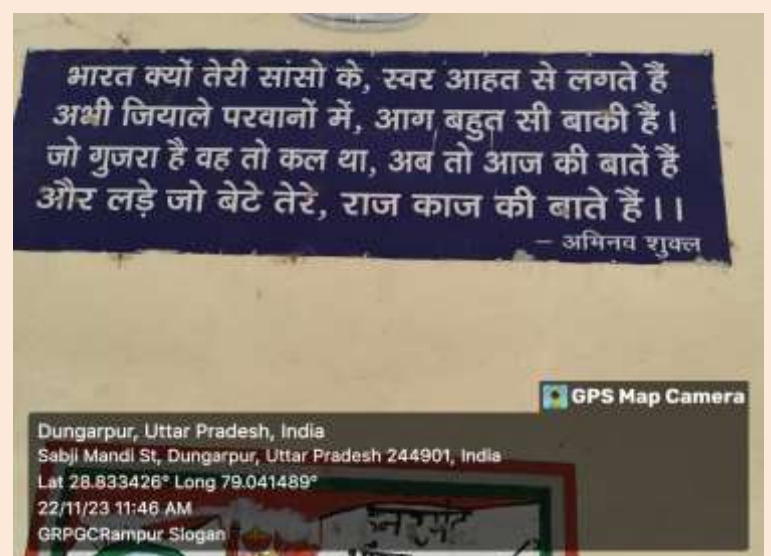 भारत क्यों तेरी सांसो के, स्वर आहत से लगते हैं
अभी जियाले परवानों में, आग बहुत सी बाकी है।
जो गुजरा है वह तो कल था, अब तो आज की बातें हैं
और लड़े जो बेटे तेरे, राज काज की बाते हैं।।
– अभिनव शुक्ल
GPS Map Camera
Dungarpur, Uttar Pradesh, India
Sabji Mandi St, Dungarpur, Uttar Pradesh 244901, India
Lat 28.833426° Long 79.041489°
22/11/23 11:46 AM
GRPGCRampur Slogan